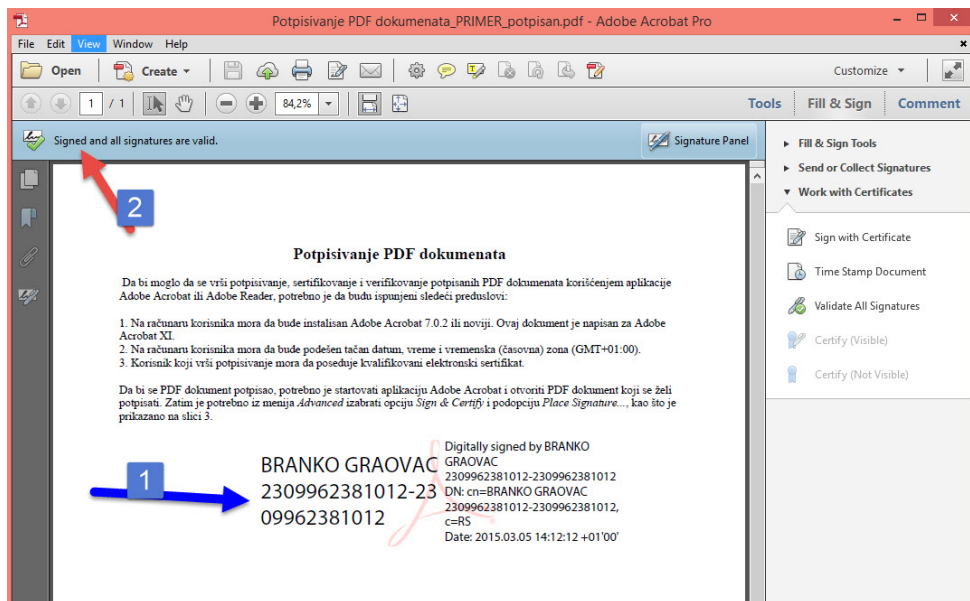 Potpisivanje PDF dokumenata_PRIMER_potpisan.pdf - Adobe Acrobat Pro
File Edit View Window Help
Open Create Customize
1 / 1 84,2% Tools Fill & Sign Comment
Signed and all signatures are valid. Signature Panel
Fill & Sign Tools
Send or Collect Signatures
Work with Certificates
Sign with Certificate
Time Stamp Document
Validate All Signatures
Certify (Visible)
Certify (Not Visible)
2
Potpisivanje PDF dokumenata
Da bi moglo da se vrši potpisivanje, sertifikovanje i verifikovanje potpisanih PDF dokumenata korišćenjem aplikacije
Adobe Acrobat ili Adobe Reader, potrebno je da budu ispunjeni sledeći preduslovi:
1. Na računaru korisnika mora da bude instalisan Adobe Acrobat 7.0.2 ili noviji. Ovaj dokument je napisan za Adobe
Acrobat XI.
2. Na računaru korisnika mora da bude podešen tačan datum, vreme i vremenska (časovna) zona (GMT+01:00).
3. Korisnik koji vrši potpisivanje mora da poseduje kvalifikovani elektronski sertifikat.
Da bi se PDF dokument potpisao, potrebno je startovati aplikaciju Adobe Acrobat i otvoriti PDF dokument koji se želi
potpisati. Zatim je potrebno iz menija Advanced izabrati opciju Sign & Certify i podopciju Place Signature..., kao što je
prikazano na slici 3.
1
BRANKO GRAOVAC
2309962381012-23
09962381012
Digitally signed by BRANKO
GRAOVAC
2309962381012-2309962381012
DN: cn=BRANKO GRAOVAC
2309962381012-2309962381012,
c=RS
Date: 2015.03.05 14:12:12 +01'00'